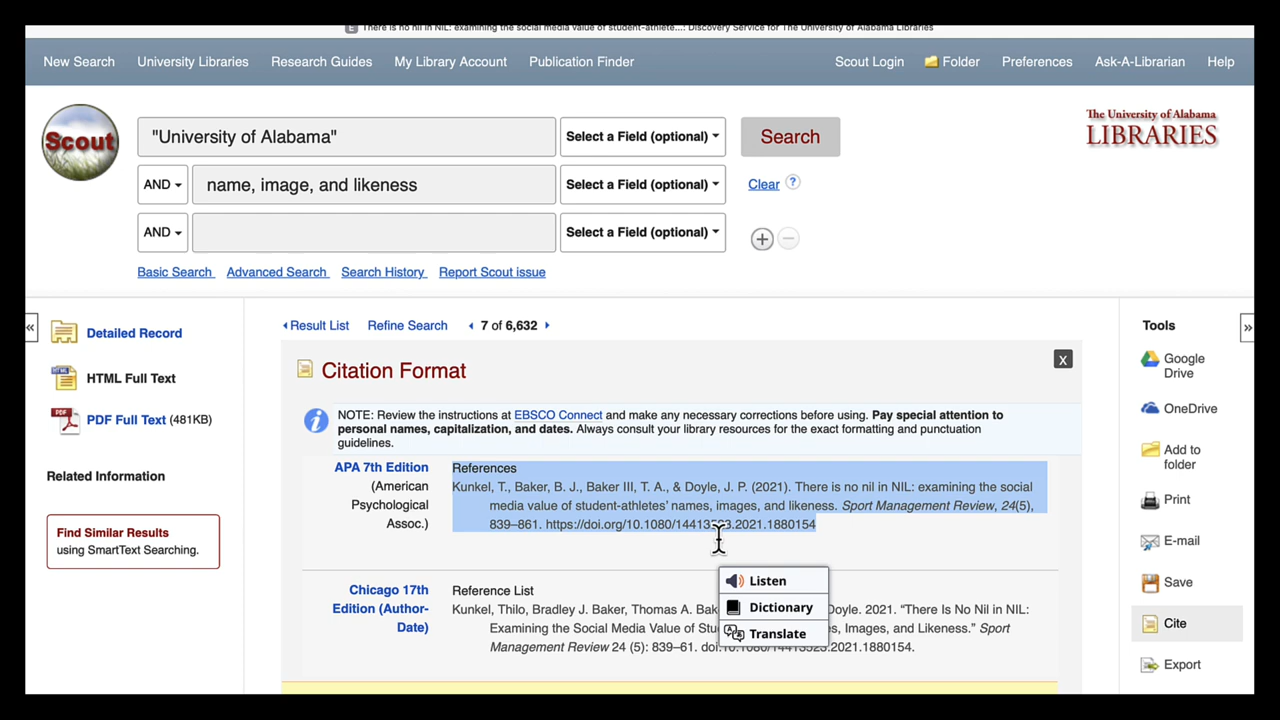 There is no nil in NIL: examining the social media value of student-athlete...: Discovery Service for The University of Alabama Libraries
New Search University Libraries Research Guides My Library Account Publication Finder Scout Login Folder Preferences Ask-A-Librarian Help
Scout
"University of Alabama" Select a Field (optional) Search
The University of Alabama
LIBRARIES
AND name, image, and likeness Select a Field (optional) Clear ?
AND Select a Field (optional)
Basic Search Advanced Search Search History Report Scout issue
Detailed Record
HTML Full Text
PDF Full Text (481KB)
Related Information
Find Similar Results
using SmartText Searching.
Result List Refine Search 7 of 6,632
Citation Format
X
NOTE: Review the instructions at EBSCO Connect and make any necessary corrections before using. Pay special attention to
personal names, capitalization, and dates. Always consult your library resources for the exact formatting and punctuation
guidelines.
APA 7th Edition
(American
Psychological
Assoc.)
References
Kunkel, T., Baker, B. J., Baker III, T. A., & Doyle, J. P. (2021). There is no nil in NIL: examining the social
media value of student-athletes' names, images, and likeness. Sport Management Review, 24(5),
839–861. https://doi.org/10.1080/14413523.2021.1880154
Listen
Dictionary
Translate
Chicago 17th
Edition (Author-
Date)
Reference List
Kunkel, Thilo, Bradley J. Baker, Thomas A. Doyle. 2021. "There Is No Nil in NIL:
Examining the Social Media Value of Images, and Likeness." Sport
Management Review 24 (5): 839–61. doi:10.1080/14413523.2021.1880154.
Tools
Google
Drive
OneDrive
Add to
folder
Print
E-mail
Save
Cite
Export